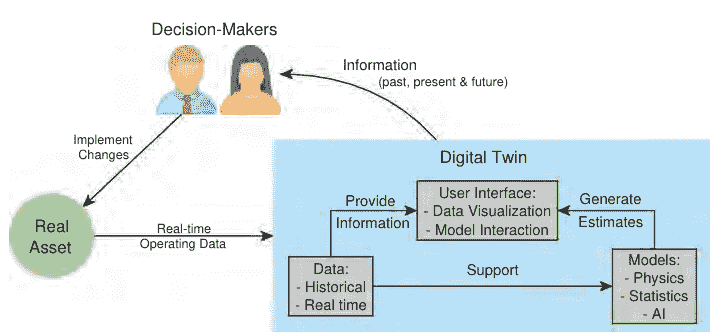 Decision-Makers
Information
(past, present & future)
Implement
Changes
Digital Twin
Real
Asset
Real-time
Operating Data
Provide
Information
User Interface:
- Data Visualization
- Model Interaction
Generate
Estimates
Data:
- Historical
- Real time
Support
Models:
- Physics
- Statistics
- AI